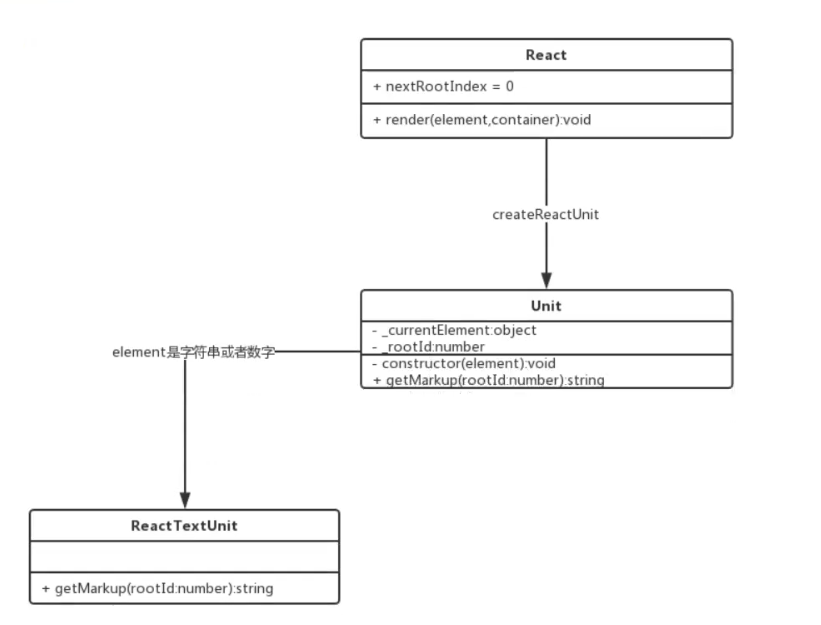 React
+ nextRootIndex = 0
+ render(element,container):void
createReactUnit
Unit
- _currentElement:object
- _rootId:number
- constructor(element):void
+ getMarkup(rootId:number):string
element是字符串或者数字
ReactTextUnit
+ getMarkup(rootId:number):string